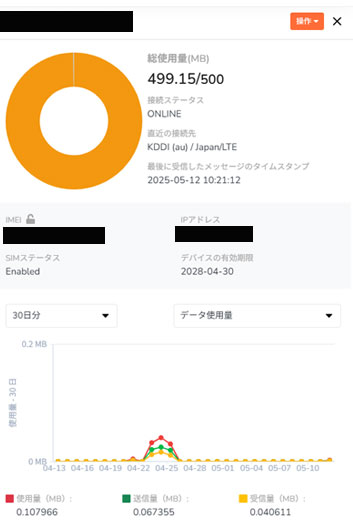 操作
総使用量(MB)
499.15/500
接続ステータス
ONLINE
直近の接続先
KDDI (au) / Japan/LTE
最後に受信したメッセージのタイムスタンプ
2025-05-12 10:21:12
IMEI
IPアドレス
SIMステータス
デバイスの有効期限
Enabled
2028-04-30
30日分
データ使用量
0.2 MB
使用量 - 30 日
0 MB
04-13 04-16 04-19 04-22 04-25 04-28 05-01 05-04 05-07 05-10
使用量（MB）:
送信量（MB）:
受信量（MB）:
0.107966
0.067355
0.040611